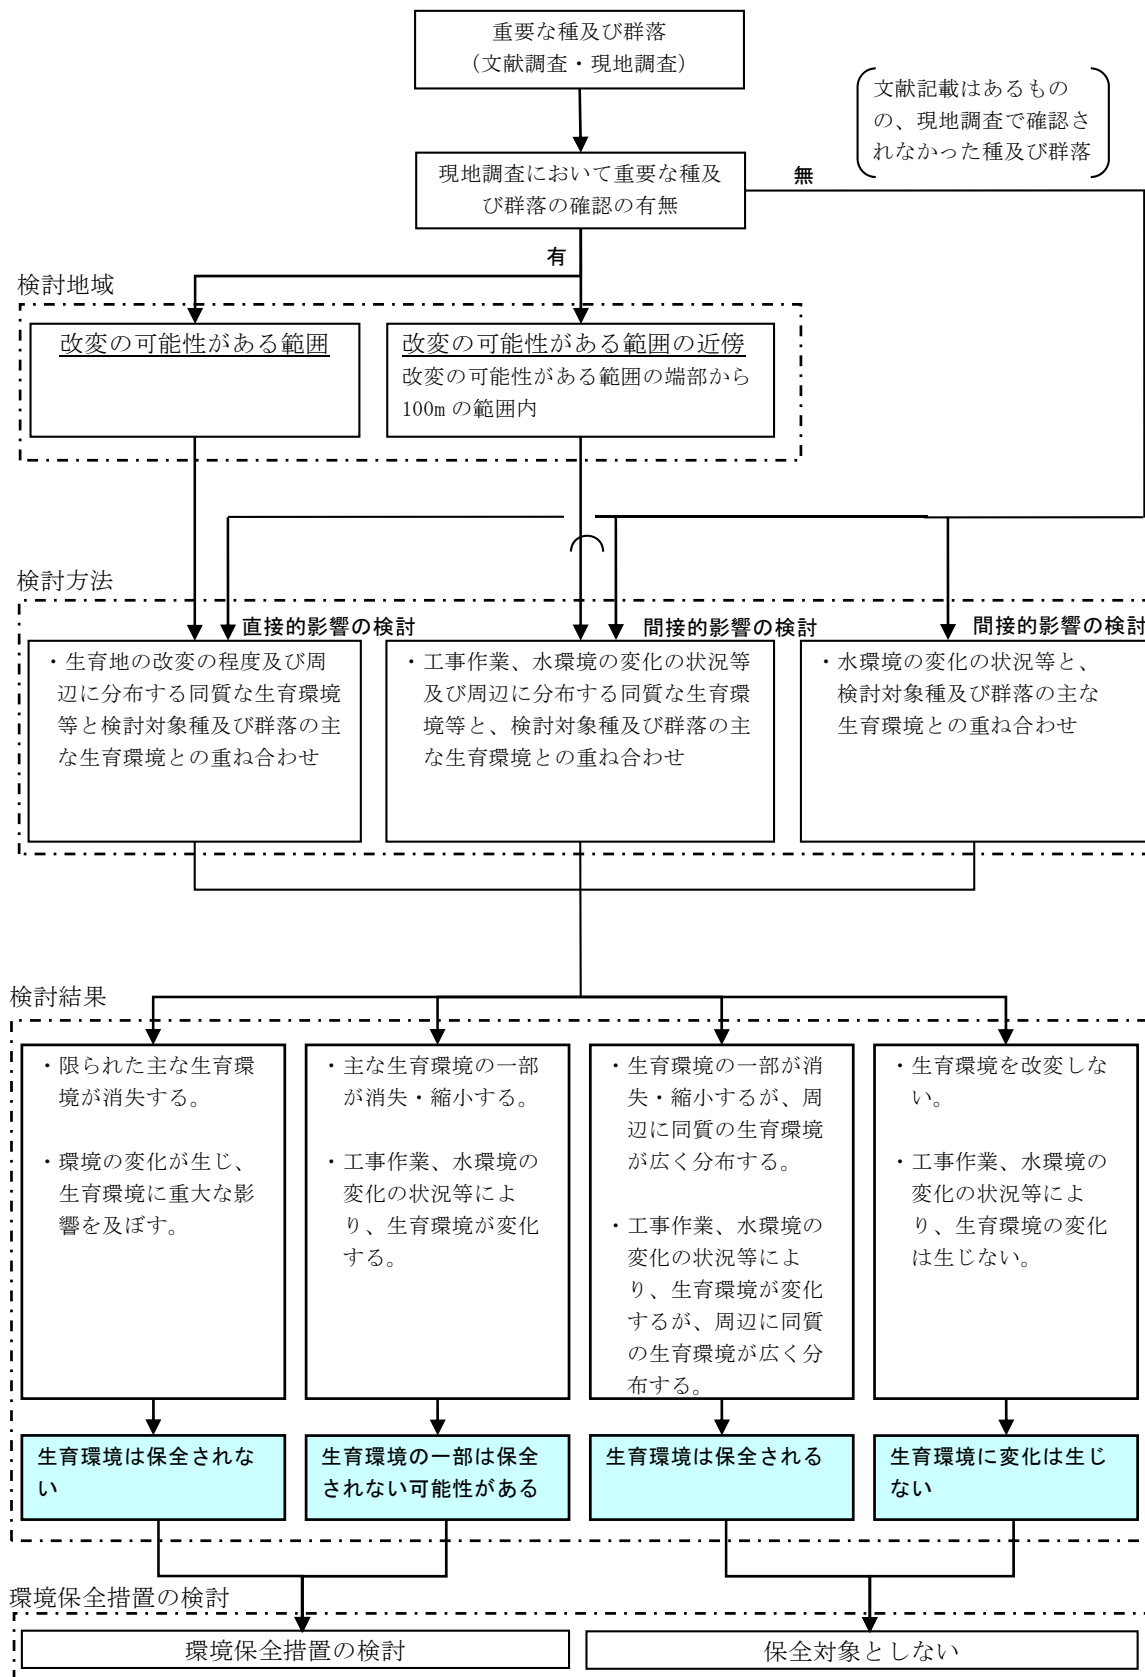 重要な種及び群落
（文献調査・現地調査）
文献記載はあるもの
の、現地調査で確認さ
れなかった種及び群落
現地調査において重要な種及
び群落の確認の有無
無
有
検討地域
改変の可能性がある範囲
改変の可能性がある範囲の近傍
改変の可能性がある範囲の端部から
100m の範囲内
検討方法
直接的影響の検討
・生育地の改変の程度及び周
辺に分布する同質な生育環境
等と検討対象種及び群落の主
な生育環境との重ね合わせ
間接的影響の検討
・工事作業、水環境の変化の状況等
及び周辺に分布する同質な生育環
境等と、検討対象種及び群落の主
な生育環境との重ね合わせ
間接的影響の検討
・水環境の変化の状況等と、
検討対象種及び群落の主な
生育環境との重ね合わせ
検討結果
・限られた主な生育環
境が消失する。
・環境の変化が生じ、
生育環境に重大な影
響を及ぼす。
・主な生育環境の一部
が消失・縮小する。
・工事作業、水環境の
変化の状況等によ
り、生育環境が変化
する。
・生育環境の一部が消
失・縮小するが、周
辺に同質の生育環境
が広く分布する。
・工事作業、水環境の
変化の状況等によ
り、生育環境が変化
するが、周辺に同質
の生育環境が広く分
布する。
・生育環境を改変しな
い。
・工事作業、水環境の
変化の状況等によ
り、生育環境の変化
は生じない。
生育環境は保全されな
い
生育環境の一部は保全
されない可能性がある
生育環境は保全される
生育環境に変化は生じ
ない
環境保全措置の検討
環境保全措置の検討
保全対象としない